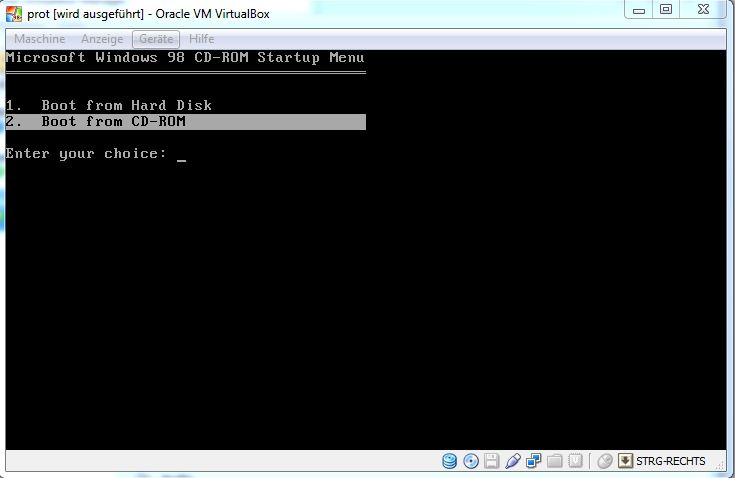 prot [wird ausgeführt] - Oracle VM VirtualBox
Maschine Anzeige Geräte Hilfe
Microsoft Windows 98 CD-ROM Startup Menu
1. Boot from Hard Disk
2. Boot from CD-ROM
Enter your choice: _
STRG-RECHTS